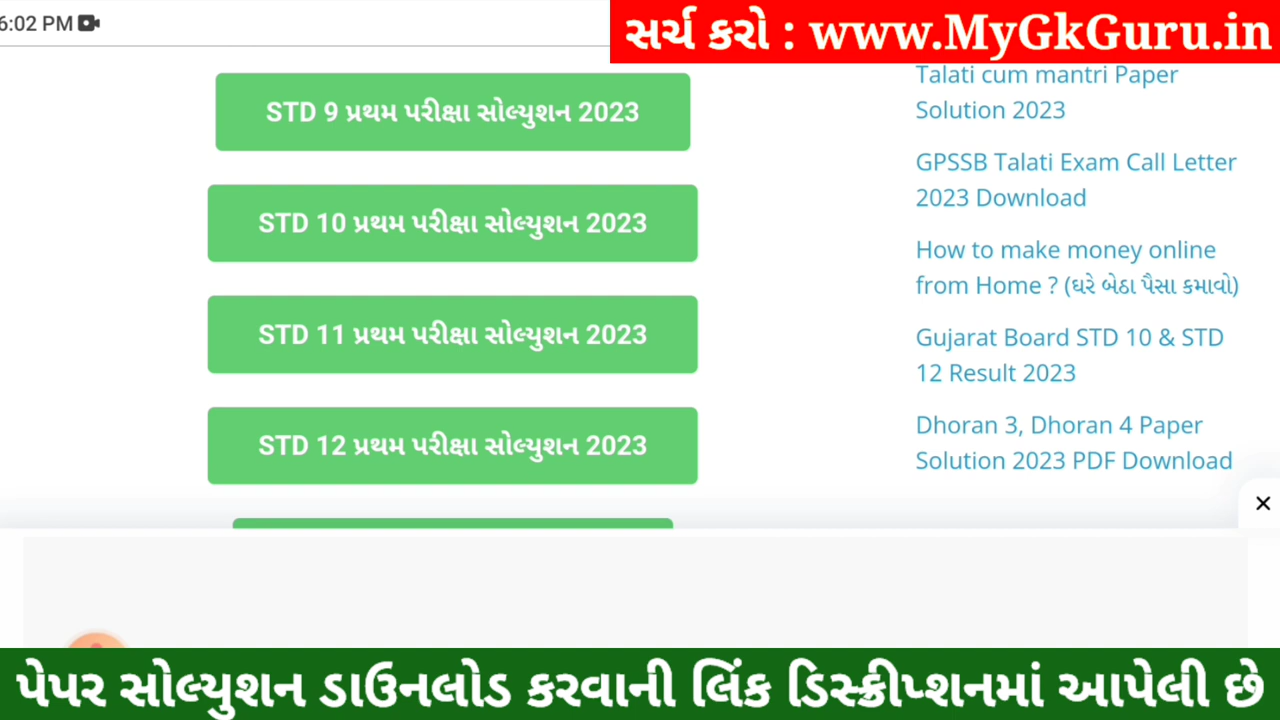 6:02 PM
સર્ચ કરો : www.MyGkGuru.in
STD 9 પ્રથમ પરીક્ષા સોલ્યુશન 2023
STD 10 પ્રથમ પરીક્ષા સોલ્યુશન 2023
STD 11 પ્રથમ પરીક્ષા સોલ્યુશન 2023
STD 12 પ્રથમ પરીક્ષા સોલ્યુશન 2023
Talati cum mantri Paper
Solution 2023
GPSSB Talati Exam Call Letter
2023 Download
How to make money online
from Home ? (ઘરે બેઠા પૈસા કમાવો)
Gujarat Board STD 10 & STD
12 Result 2023
Dhoran 3, Dhoran 4 Paper
Solution 2023 PDF Download
પેપર સોલ્યુશન ડાઉનલોડ કરવાની લિંક ડિસ્ક્રીપ્શનમાં આપેલી છે